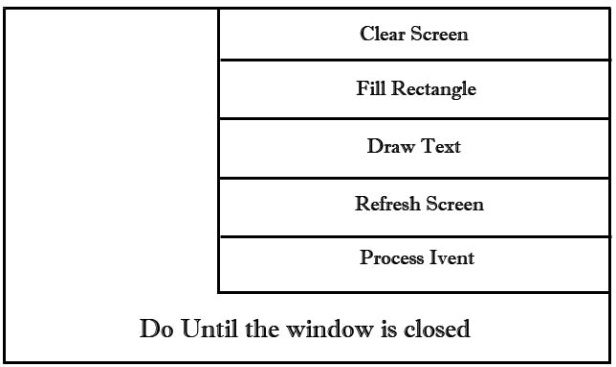 Clear Screen
Fill Rectangle
Draw Text
Refresh Screen
Process Ivent
Do Until the window is closed